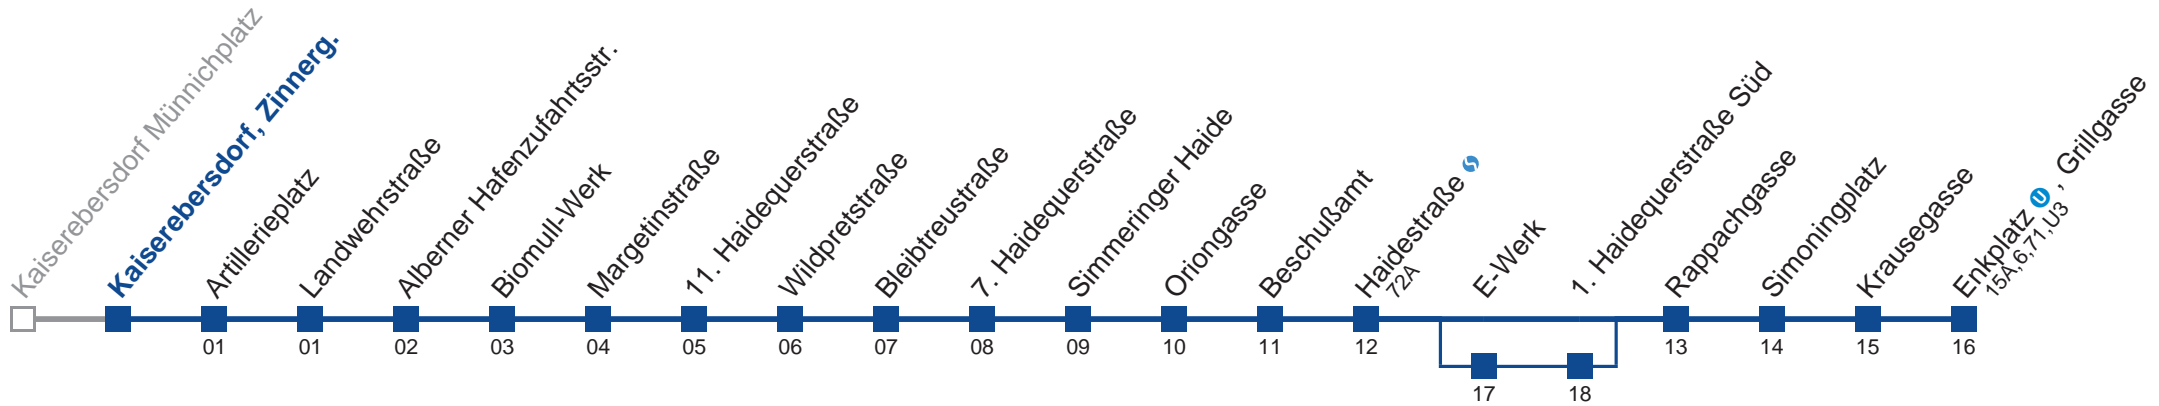 Kaiserebersdorf Münnichplatz
Kaiserebersdorf, Zinnerg.
Artillerieplatz
Landwehrstraße
Alberner Hafenzufahrtsstr.
Biomull-Werk
Margetinstraße
11. Haidequerstraße
Wildpretstraße
Bleibtreustraße
7. Haidequerstraße
Simmeringer Haide
Oriongasse
Beschußamt
Haidestraße S
72A
E-Werk
1. Haidequerstraße Süd
Rappachgasse
Simoningplatz
Krausegasse
Enkplatz U , Grillgasse
15A,6,71,U3
01 01 02 03 04 05 06 07 08 09 10 11 12 13 14 15 16
17 18